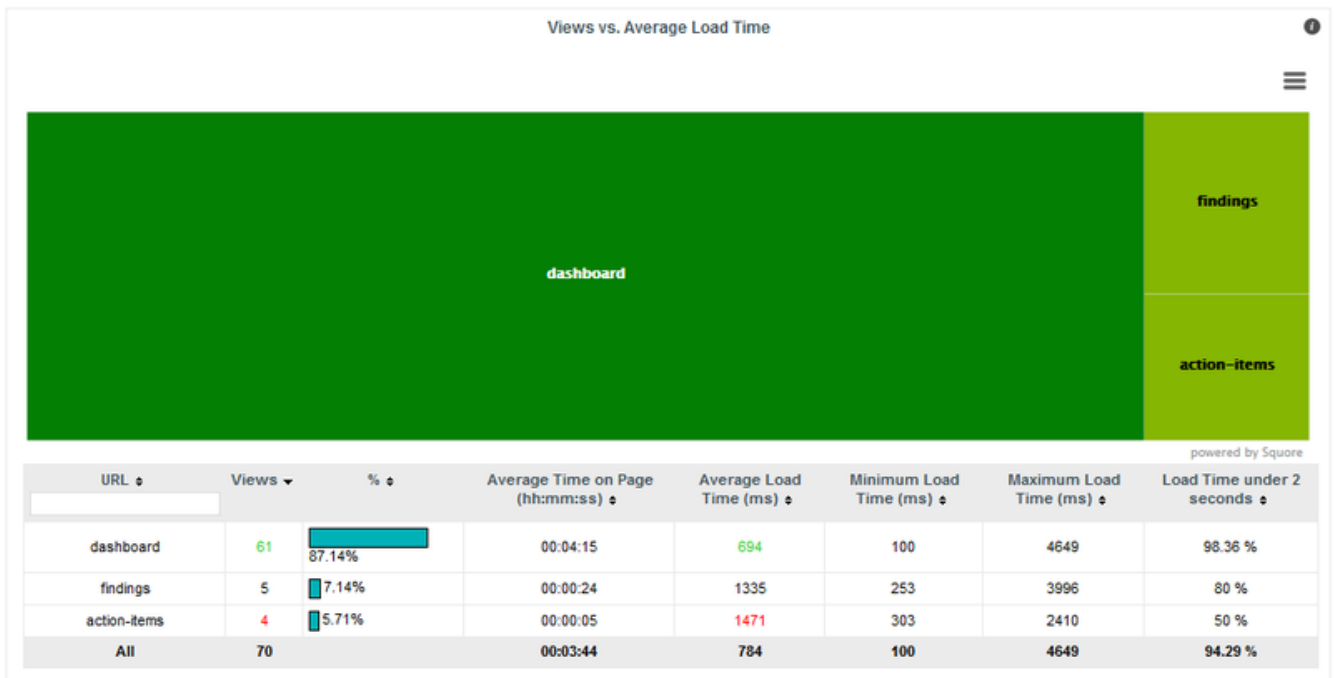 Views vs. Average Load Time
dashboard
findings
action-items
powered by Squore
URL Views % Average Time on Page (hh:mm:ss) Average Load Time (ms) Minimum Load Time (ms) Maximum Load Time (ms) Load Time under 2 seconds
dashboard 61 87.14% 00:04:15 694 100 4649 98.36 %
findings 5 7.14% 00:00:24 1335 253 3996 80 %
action-items 4 5.71% 00:00:05 1471 303 2410 50 %
All 70 00:03:44 784 100 4649 94.29 %